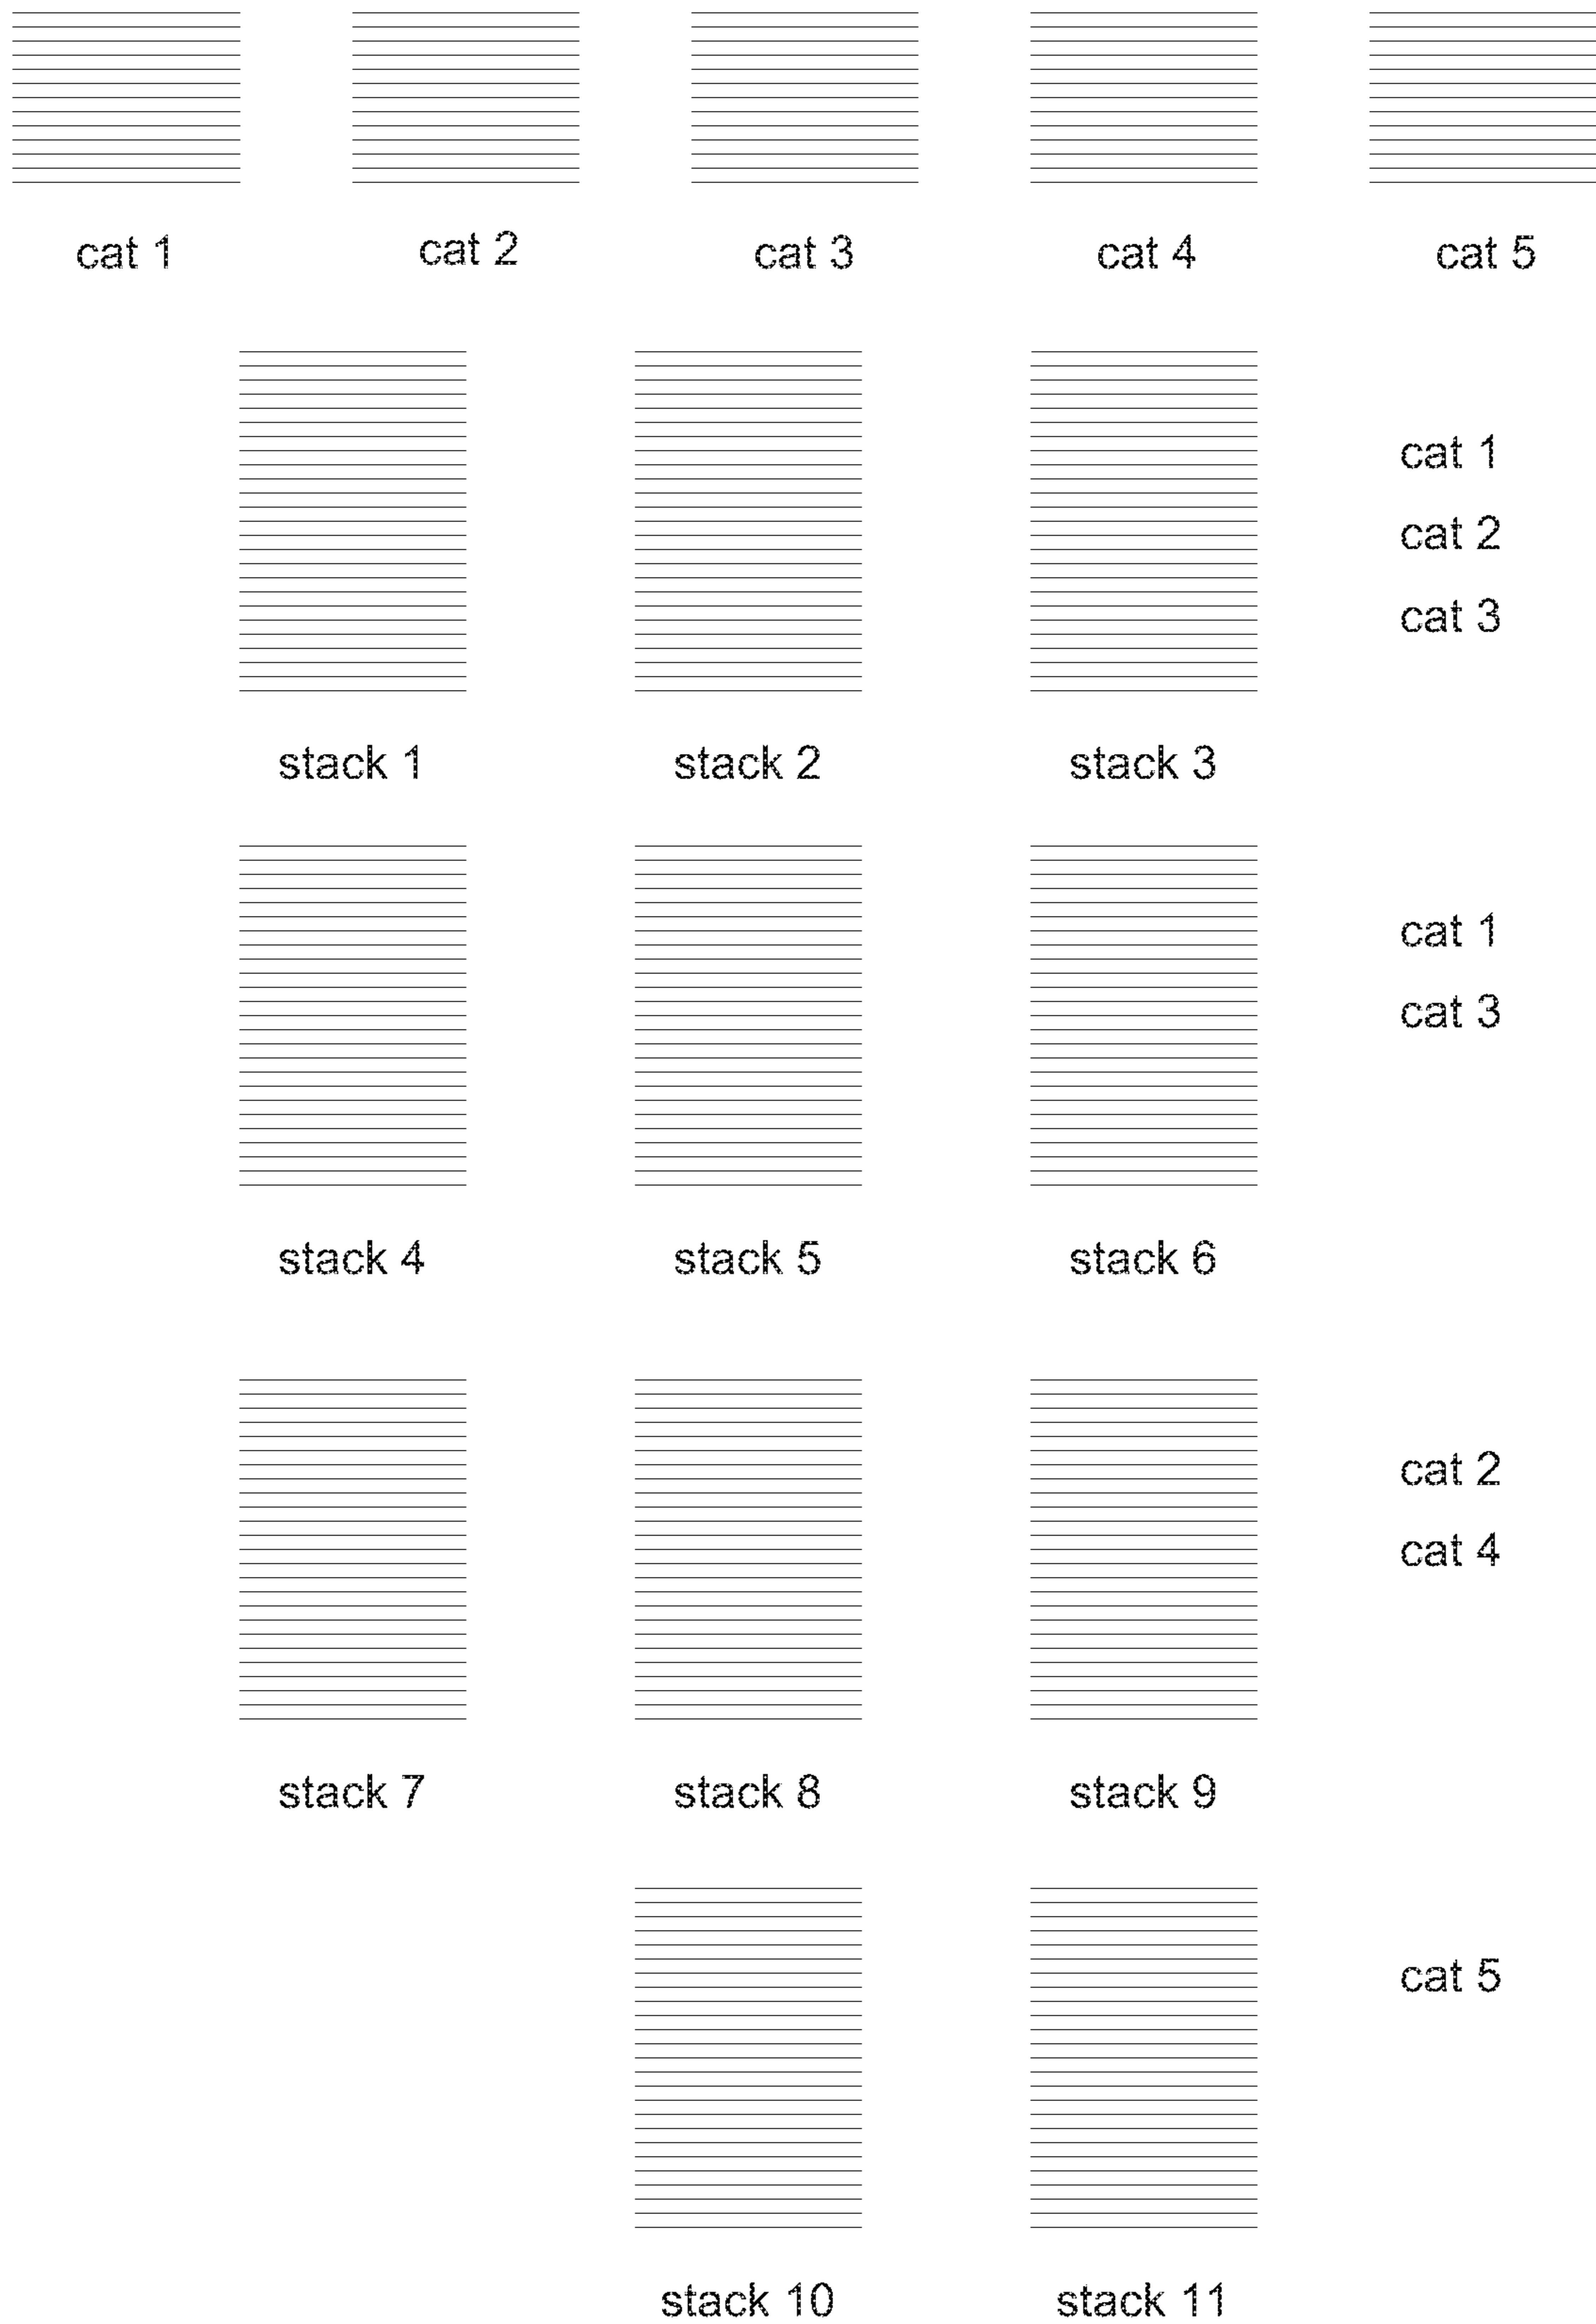 cat 1 cat 2 cat 3 cat 4 cat 5
cat 1
cat 2
cat 3
stack 1 stack 2 stack 3
cat 1
cat 3
stack 4 stack 5 stack 6
cat 2
cat 4
stack 7 stack 8 stack 9
cat 5
stack 10 stack 11